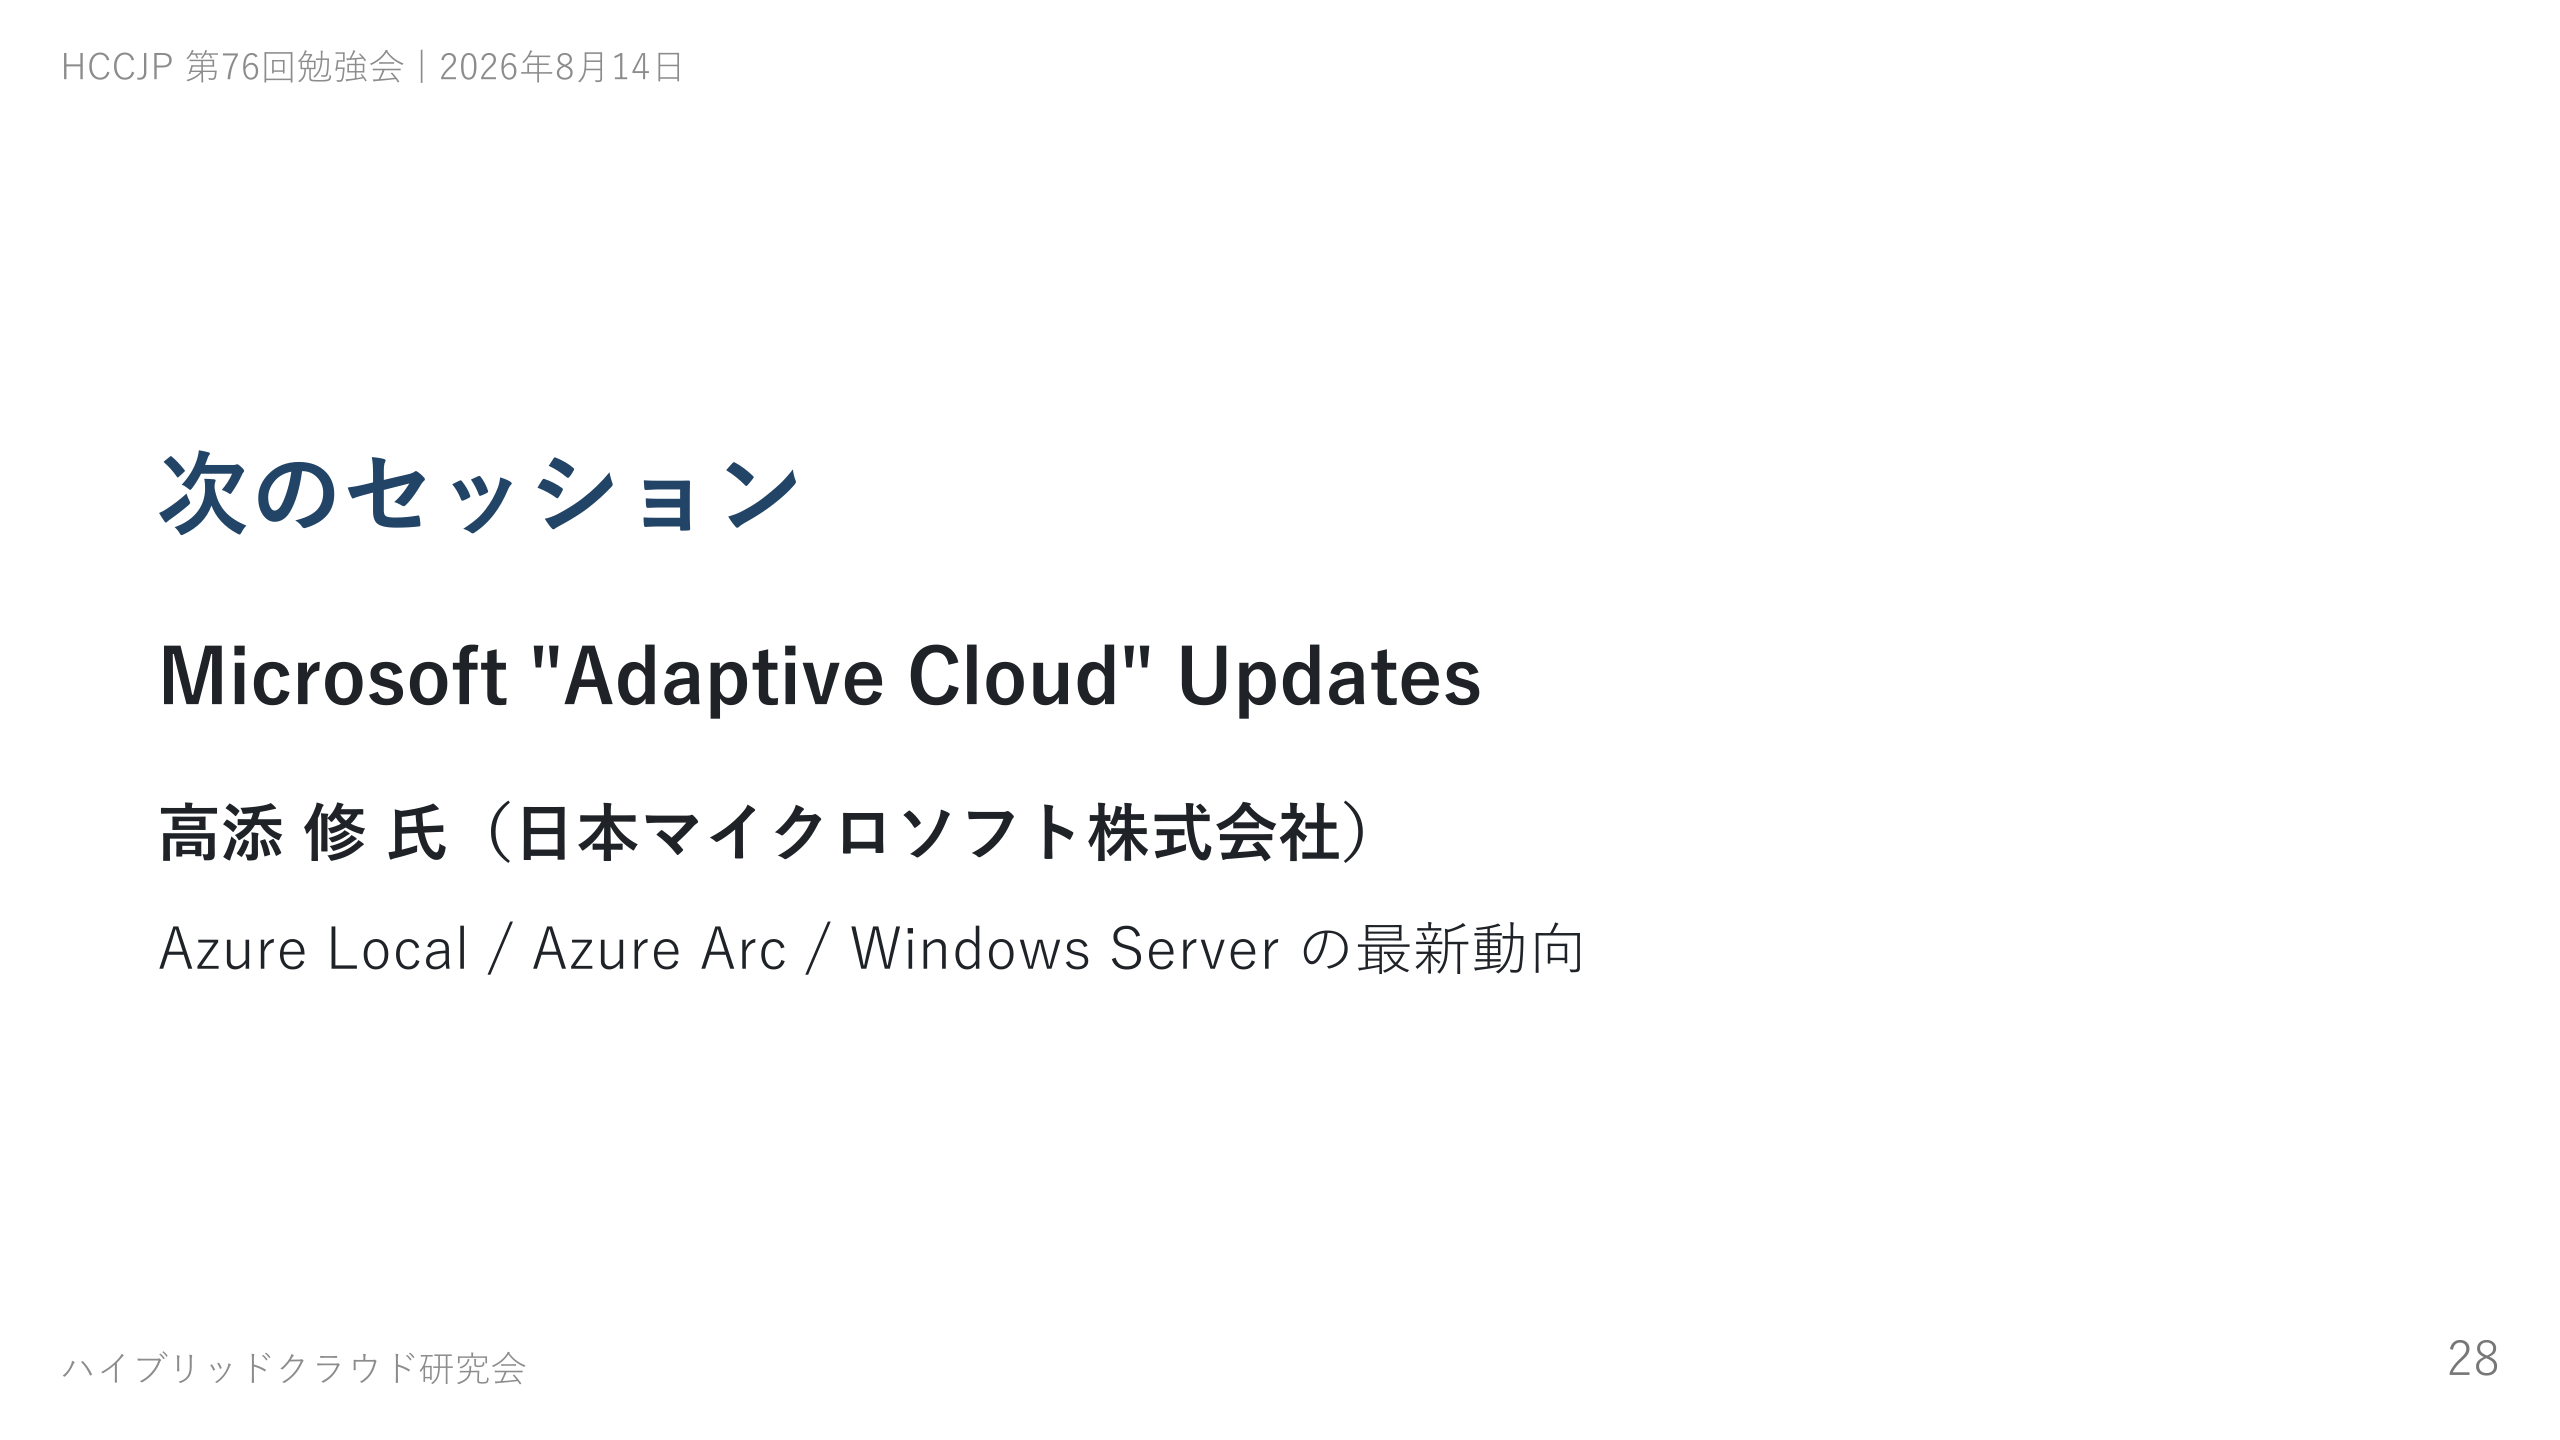 HCCJP 第76回勉強会 | 2026年8月14日
次のセッション
Microsoft "Adaptive Cloud" Updates
高添 修 氏（日本マイクロソフト株式会社）
Azure Local / Azure Arc / Windows Server の最新動向
ハイブリッドクラウド研究会
28